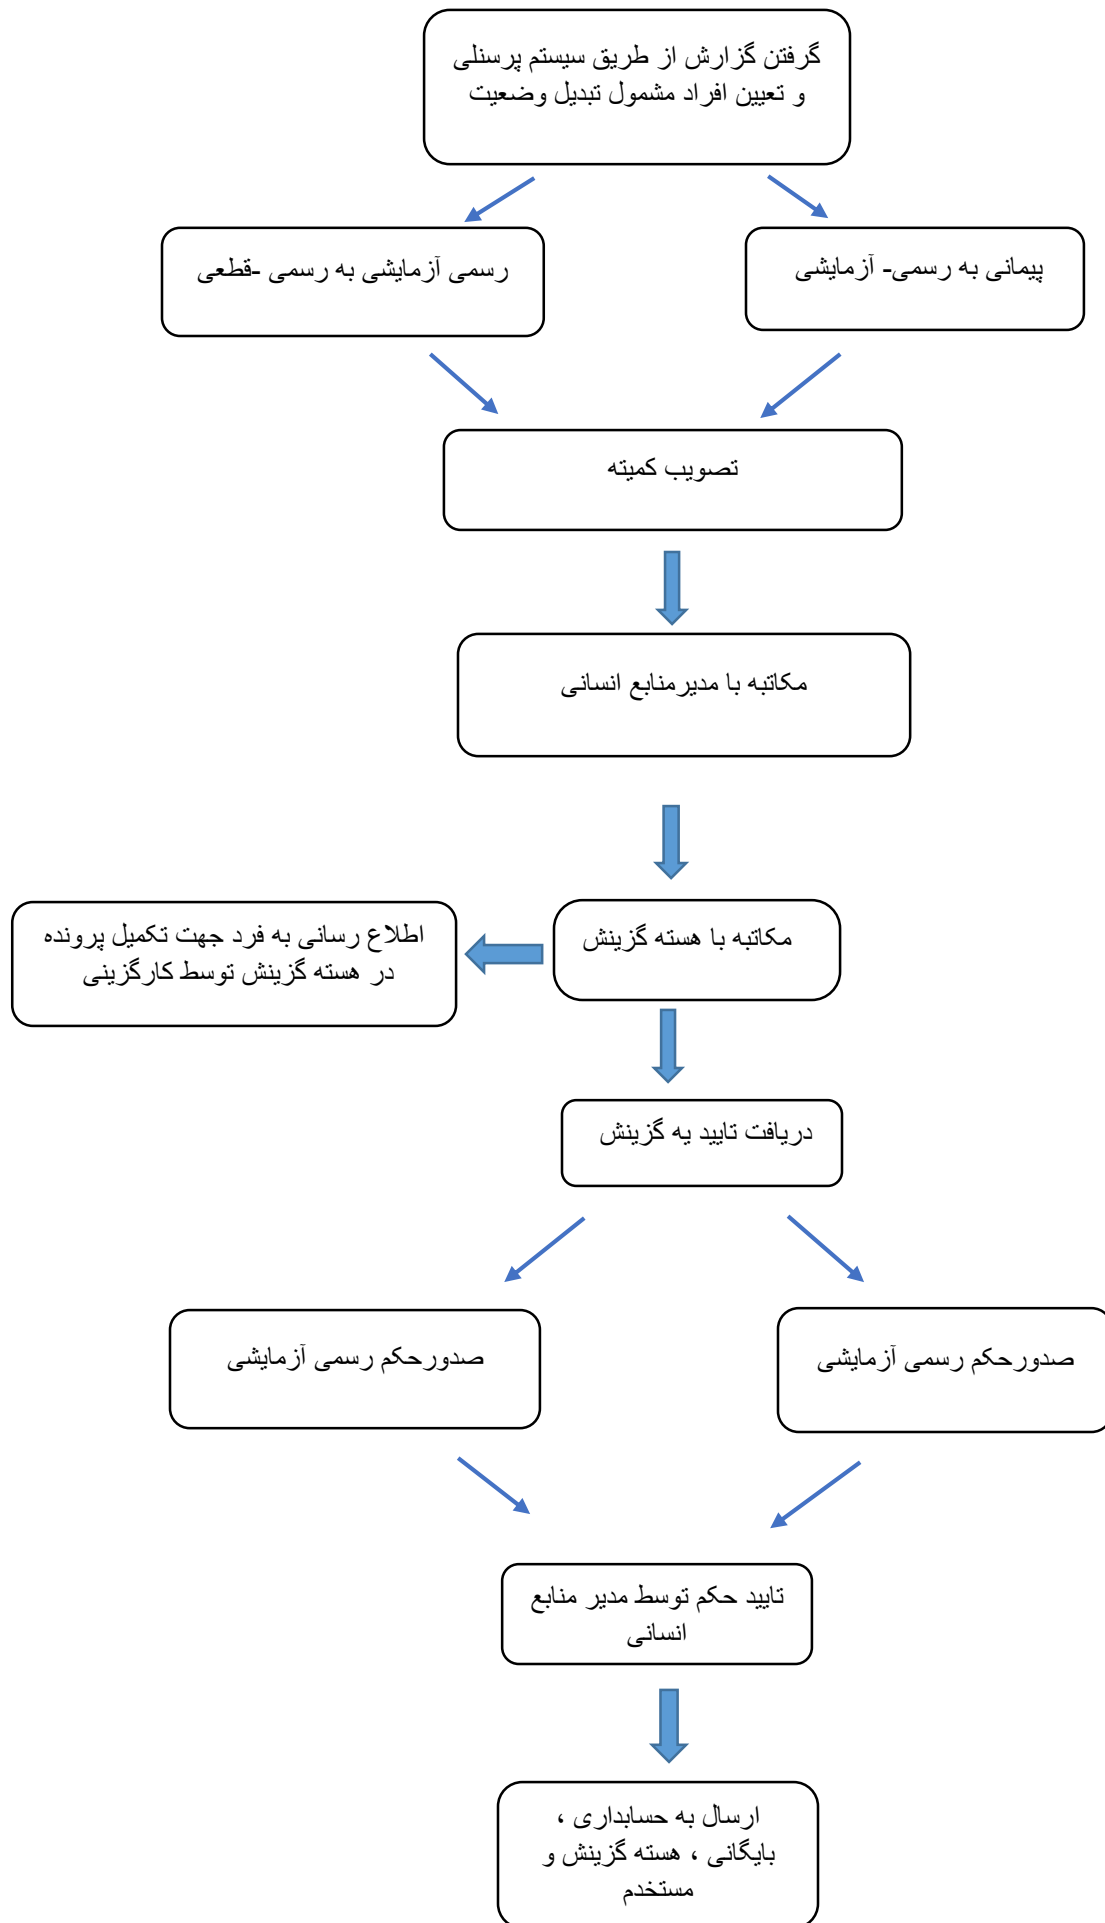 گرفتن گزارش از طریق سیستم پرسنلی
و تعیین افراد مشمول تبدیل وضعیت
پیمانی به رسمی- آزمایشی
رسمی آزمایشی به رسمی -قطعی
تصویب کمیته
مکاتبه با مدیرمنابع انسانی
مکاتبه با هسته گزینش
اطلاع رسانی به فرد جهت تکمیل پرونده
در هسته گزینش توسط کارگزینی
دریافت تایید یه گزینش
صدورحکم رسمی آزمایشی
صدورحکم رسمی آزمایشی
تایید حکم توسط مدیر منابع
انسانی
ارسال به حسابداری ،
بایگانی ، هسته گزینش و
مستخدم